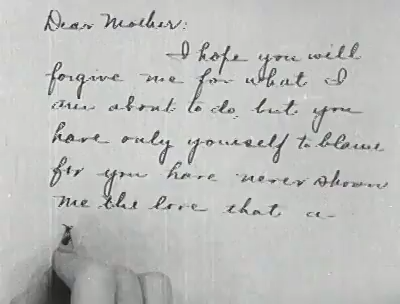 Dear Mother:
I hope you will
forgive me for what I
am about to do, but you
have only yourself to blame
for you have never shown
me the love that a